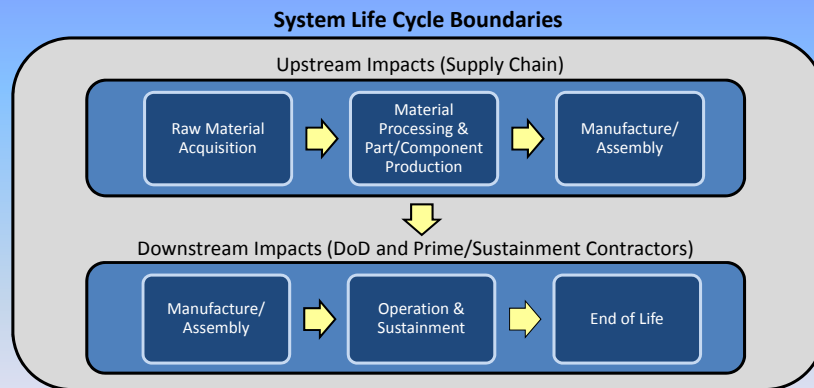 System Life Cycle Boundaries
Upstream Impacts (Supply Chain)
Raw Material
Acquisition
Material
Processing &
Part/Component
Production
Manufacture/
Assembly
Downstream Impacts (DoD and Prime/Sustainment Contractors)
Manufacture/
Assembly
Operation &
Sustainment
End of Life